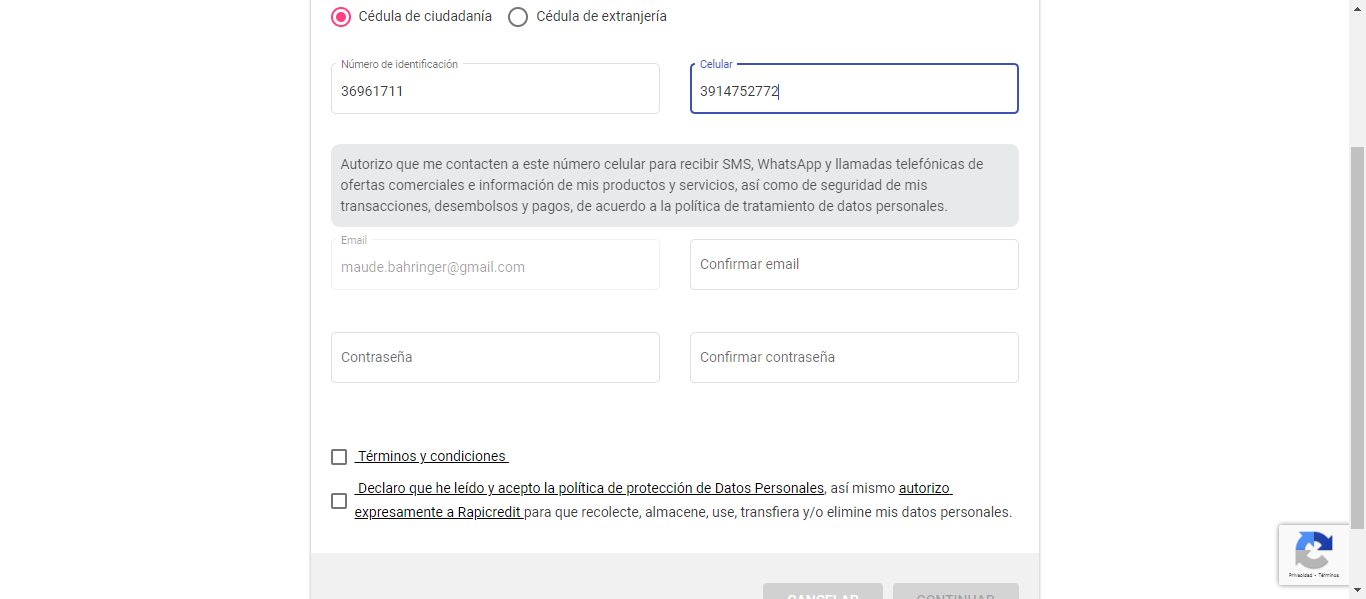 Cédula de ciudadanía Cédula de extranjería
Número de identificación Celular
36961711 3914752772
Autorizo que me contacten a este número celular para recibir SMS, WhatsApp y llamadas telefónicas de
ofertas comerciales e información de mis productos y servicios, así como de seguridad de mis
transacciones, desembolsos y pagos, de acuerdo a la política de tratamiento de datos personales.
Email
maude.bahringer@gmail.com Confirmar email
Contraseña Confirmar contraseña
Términos y condiciones
Declaro que he leído y acepto la política de protección de Datos Personales, así mismo autorizo
expresamente a Rapicredit para que recolecte, almacene, use, transfiera y/o elimine mis datos personales.
Privacidad - Términos
CANCELAR CONTINUAR